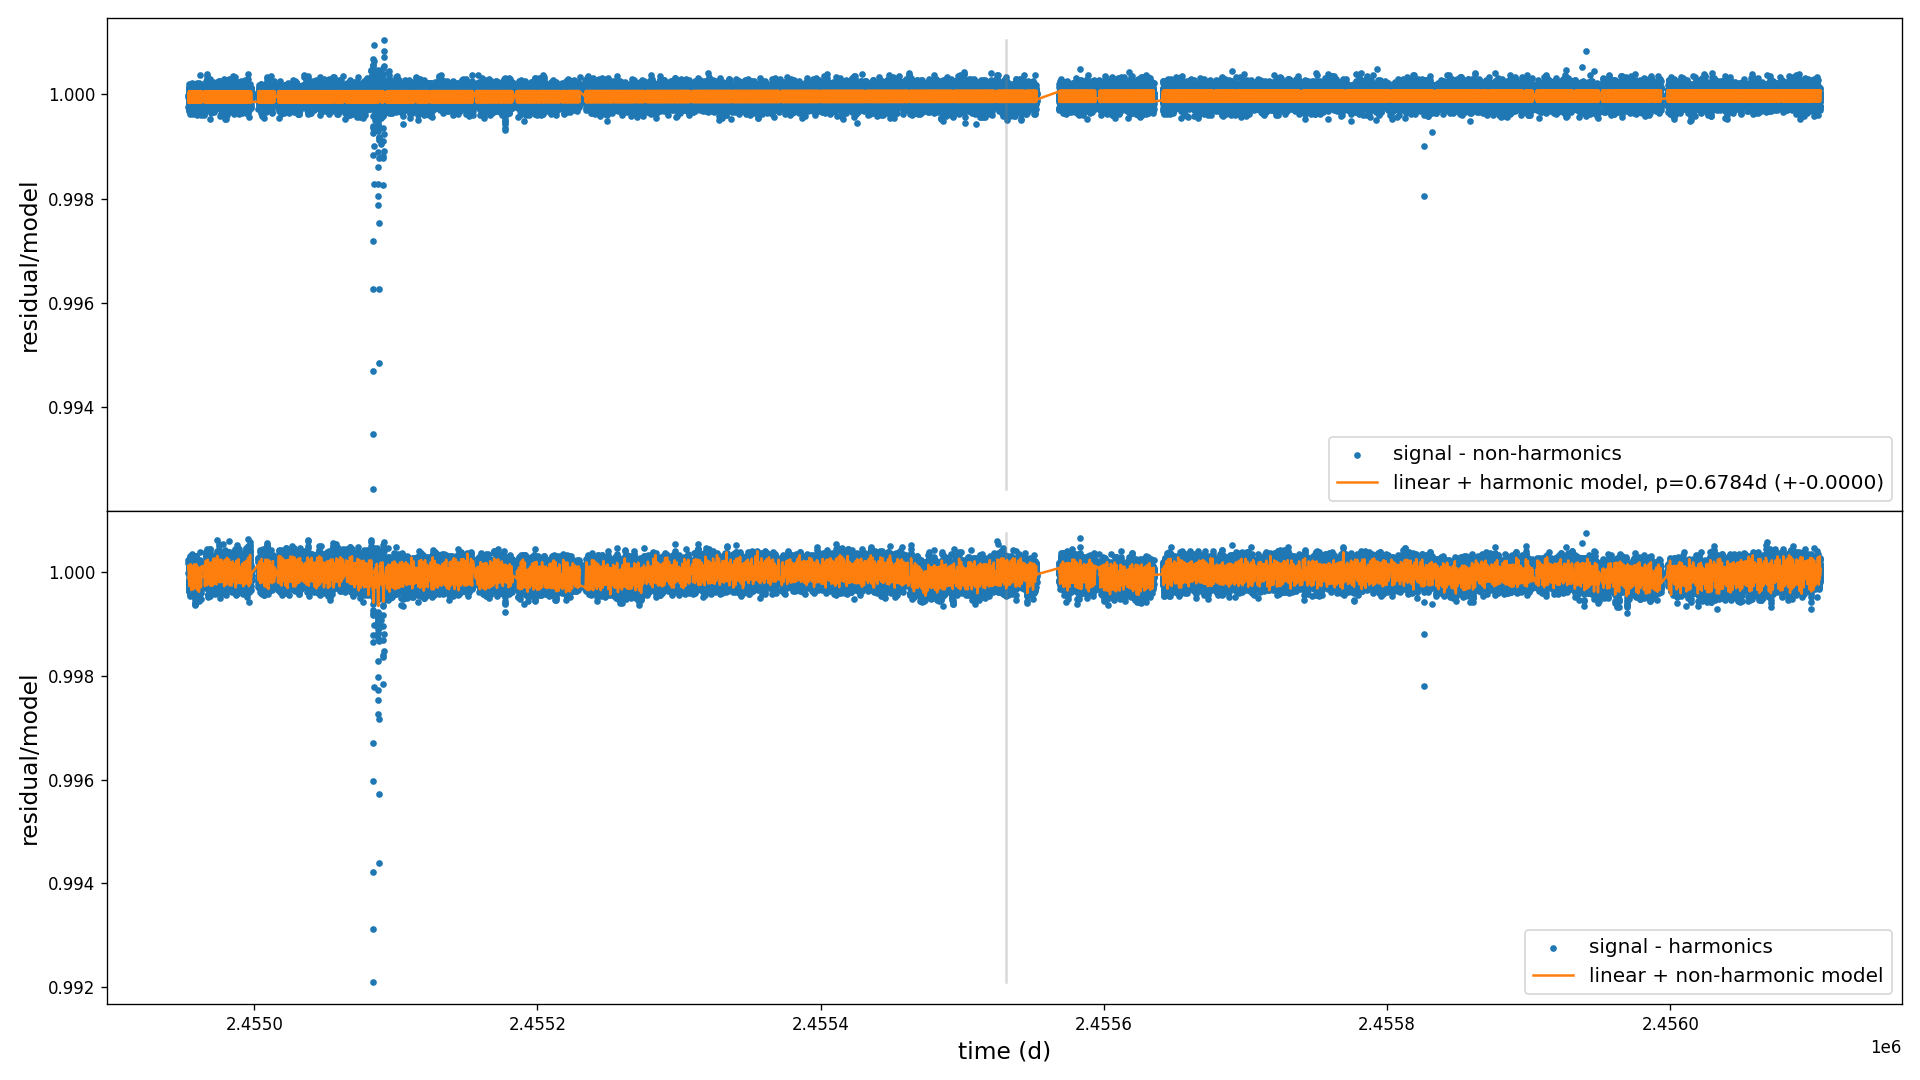 1.000
0.998
0.996
0.994
residual/model
signal - non-harmonics
linear + harmonic model, p=0.6784d (+-0.0000)
1.000
0.998
0.996
0.994
0.992
residual/model
signal - harmonics
linear + non-harmonic model
2.4550 2.4552 2.4554 2.4556 2.4558 2.4560
1e6
time (d)